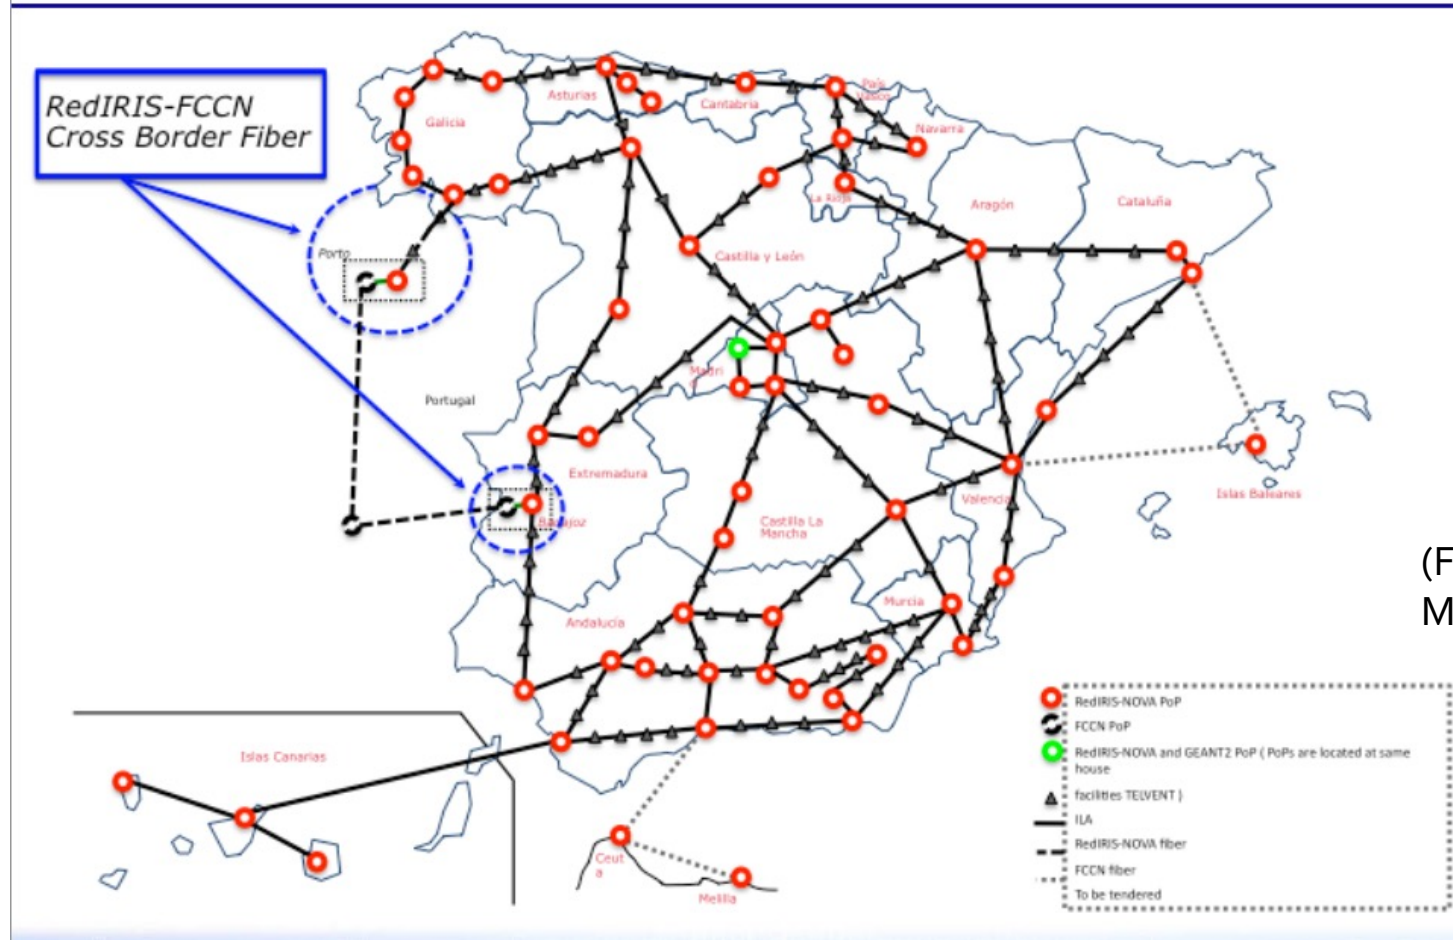 RedIRIS-FCCN
Cross Border Fiber
País
Vasco
Asturias
Cantabria
Galicia
Navarra
La Rioja
Aragón
Cataluña
Porto
Castilla y León
Madri
d
Portugal
Extremadura
Valencia
Islas Baleares
Badajoz
Castilla La
Mancha
(F
M
Murcia
Andalucía
Islas Canarias
Ceut
a
Melilla
RedIRIS-NOVA PoP
FCCN PoP
RedIRIS-NOVA and GEANT2 PoP ( PoPs are located at same
house
facilities TELVENT )
ILA
RedIRIS-NOVA fiber
FCCN fiber
To be tendered